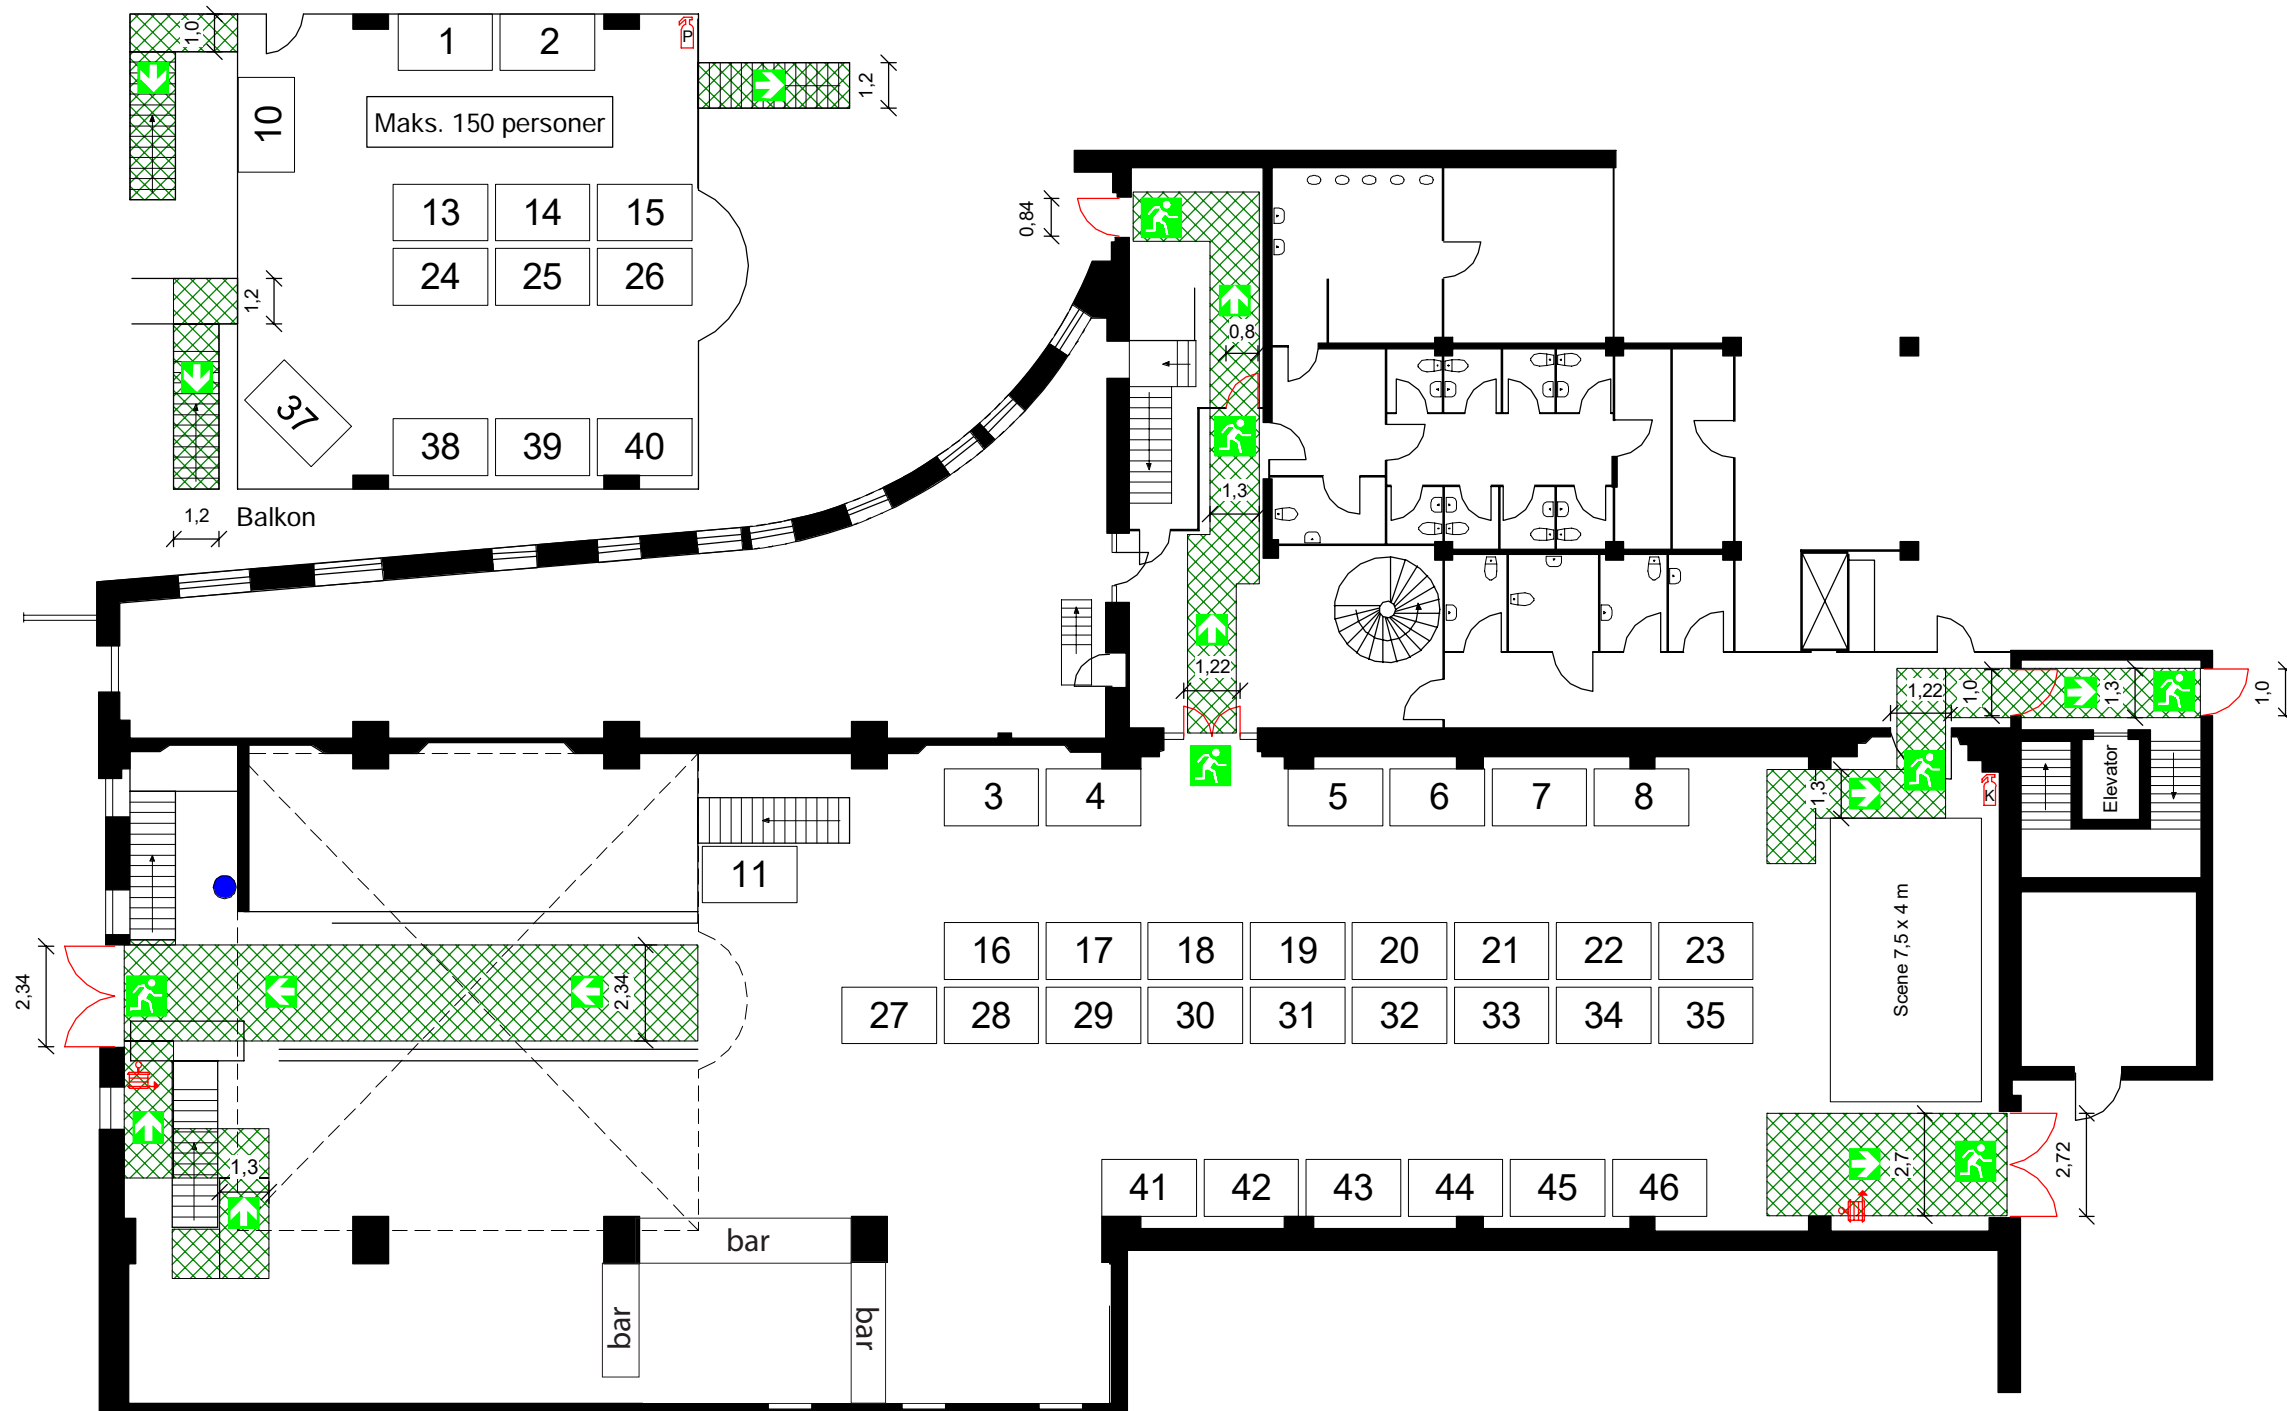 1,0
1 2
P
1,2
10
Maks. 150 personer
13 14 15
24 25 26
1,2
37
38 39 40
1,2 Balkon
0,84
0,8
1,3
1,22
1,22 1,0 1,3 1,0
3 4 5 6 7 8
1,3
K
Elevator
11
Scene 7,5 x 4 m
16 17 18 19 20 21 22 23
2,34
2,34
27 28 29 30 31 32 33 34 35
1,3
41 42 43 44 45 46
2,7
2,72
bar
bar
bar